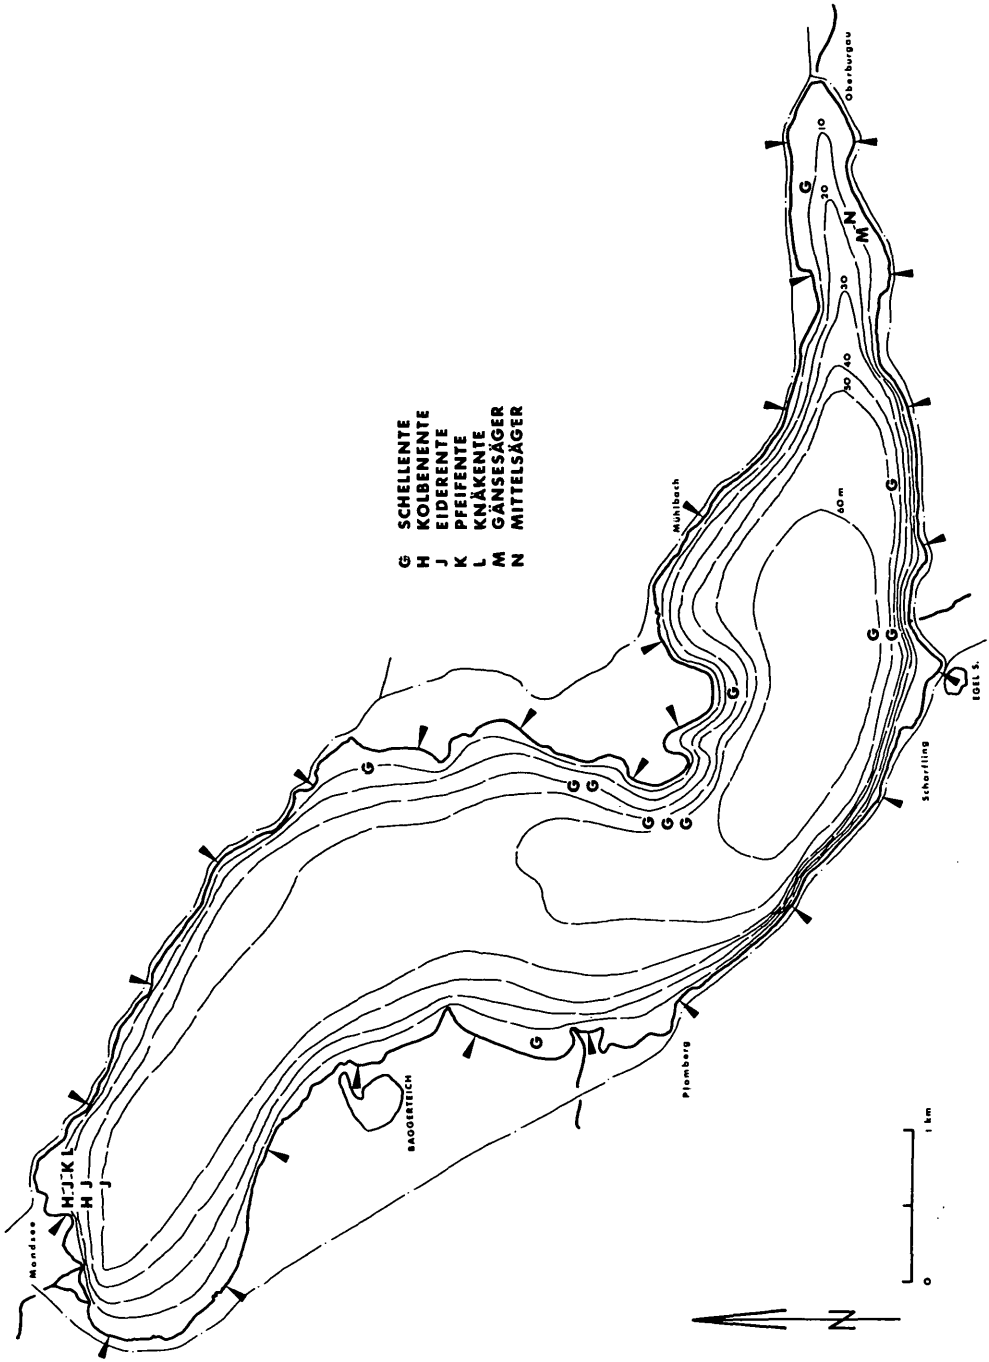 Mondsee
H J K L
H J
J
G
G SCHELLENTE
H KOLBENENTE
J EIDERENTE
K PFEIFENTE
L KNÄKENTE
M GÄNSESÄGER
N MITTELSÄGER
BAGGERTEICH
G
G
G
G
G
G
Mühlbach
Plomberg
G
G
10
20
30
40
50
60 m
M N
Oberburgau
G
G G
Scharfling
EGEL S.
N
0 1 km